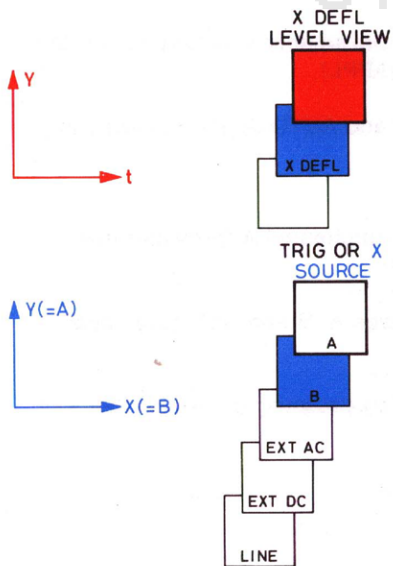 X DEFL
LEVEL VIEW
Y
t
X DEFL
TRIG OR X
SOURCE
Y(=A)
X(=B)
A
B
EXT AC
EXT DC
LINE